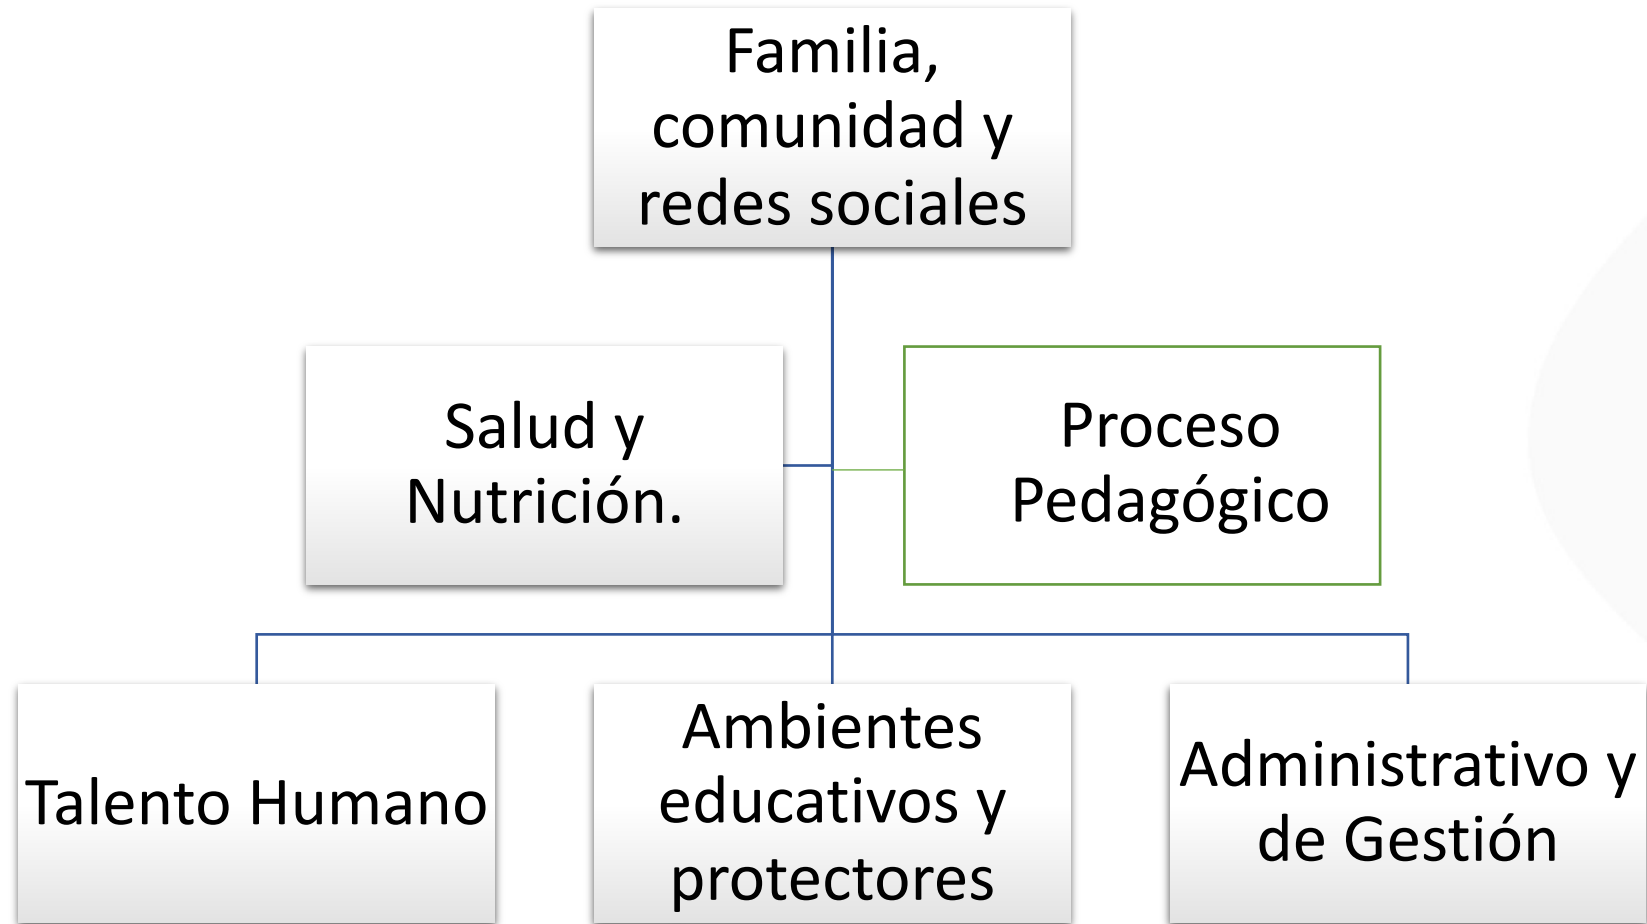 Familia,
comunidad y
redes sociales
Salud y
Nutrición.
Proceso
Pedagógico
Talento Humano
Ambientes
educativos y
protectores
Administrativo y
de Gestión